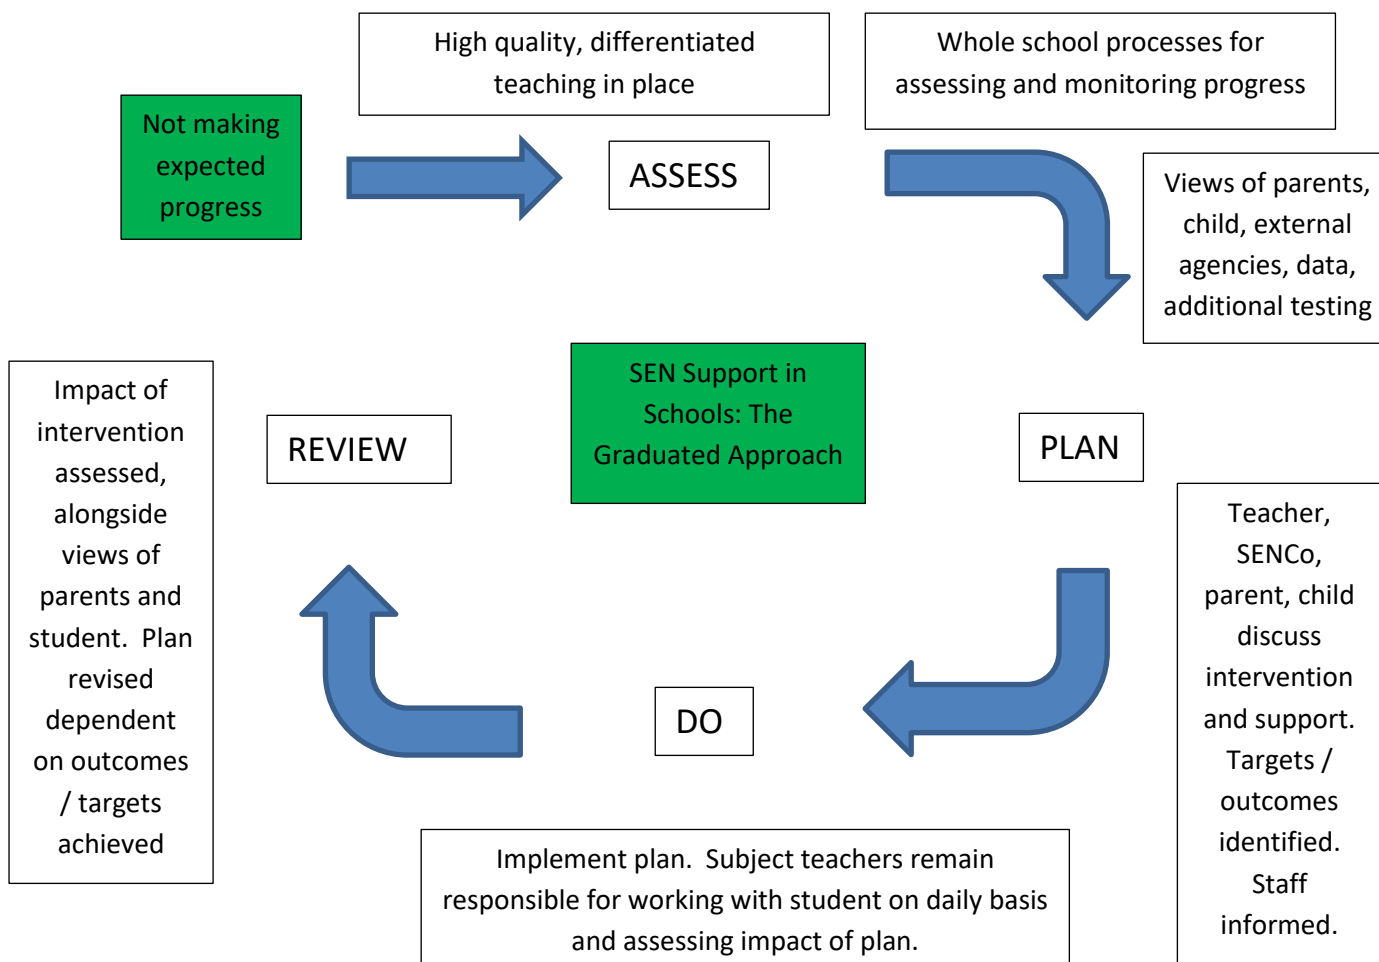 High quality, differentiated
teaching in place
Whole school processes for
assessing and monitoring progress
Not making
expected
progress
ASSESS
Views of parents,
child, external
agencies, data,
additional testing
SEN Support in
Schools: The
Graduated Approach
PLAN
Teacher,
SENCo,
parent, child
discuss
intervention
and support.
Targets /
outcomes
identified.
Staff
informed.
DO
Implement plan.  Subject teachers remain
responsible for working with student on daily basis
and assessing impact of plan.
REVIEW
Impact of
intervention
assessed,
alongside
views of
parents and
student.  Plan
revised
dependent
on outcomes
/ targets
achieved